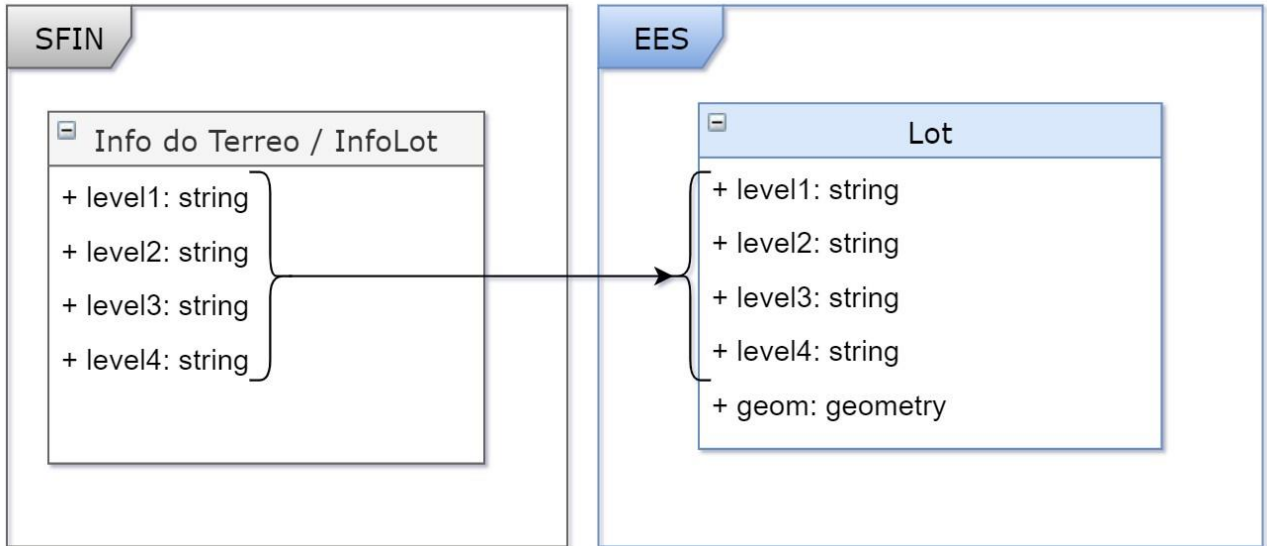 SFIN
Info do Terreo / InfoLot
+ level1: string
+ level2: string
+ level3: string
+ level4: string
EES
Lot
+ level1: string
+ level2: string
+ level3: string
+ level4: string
+ geom: geometry